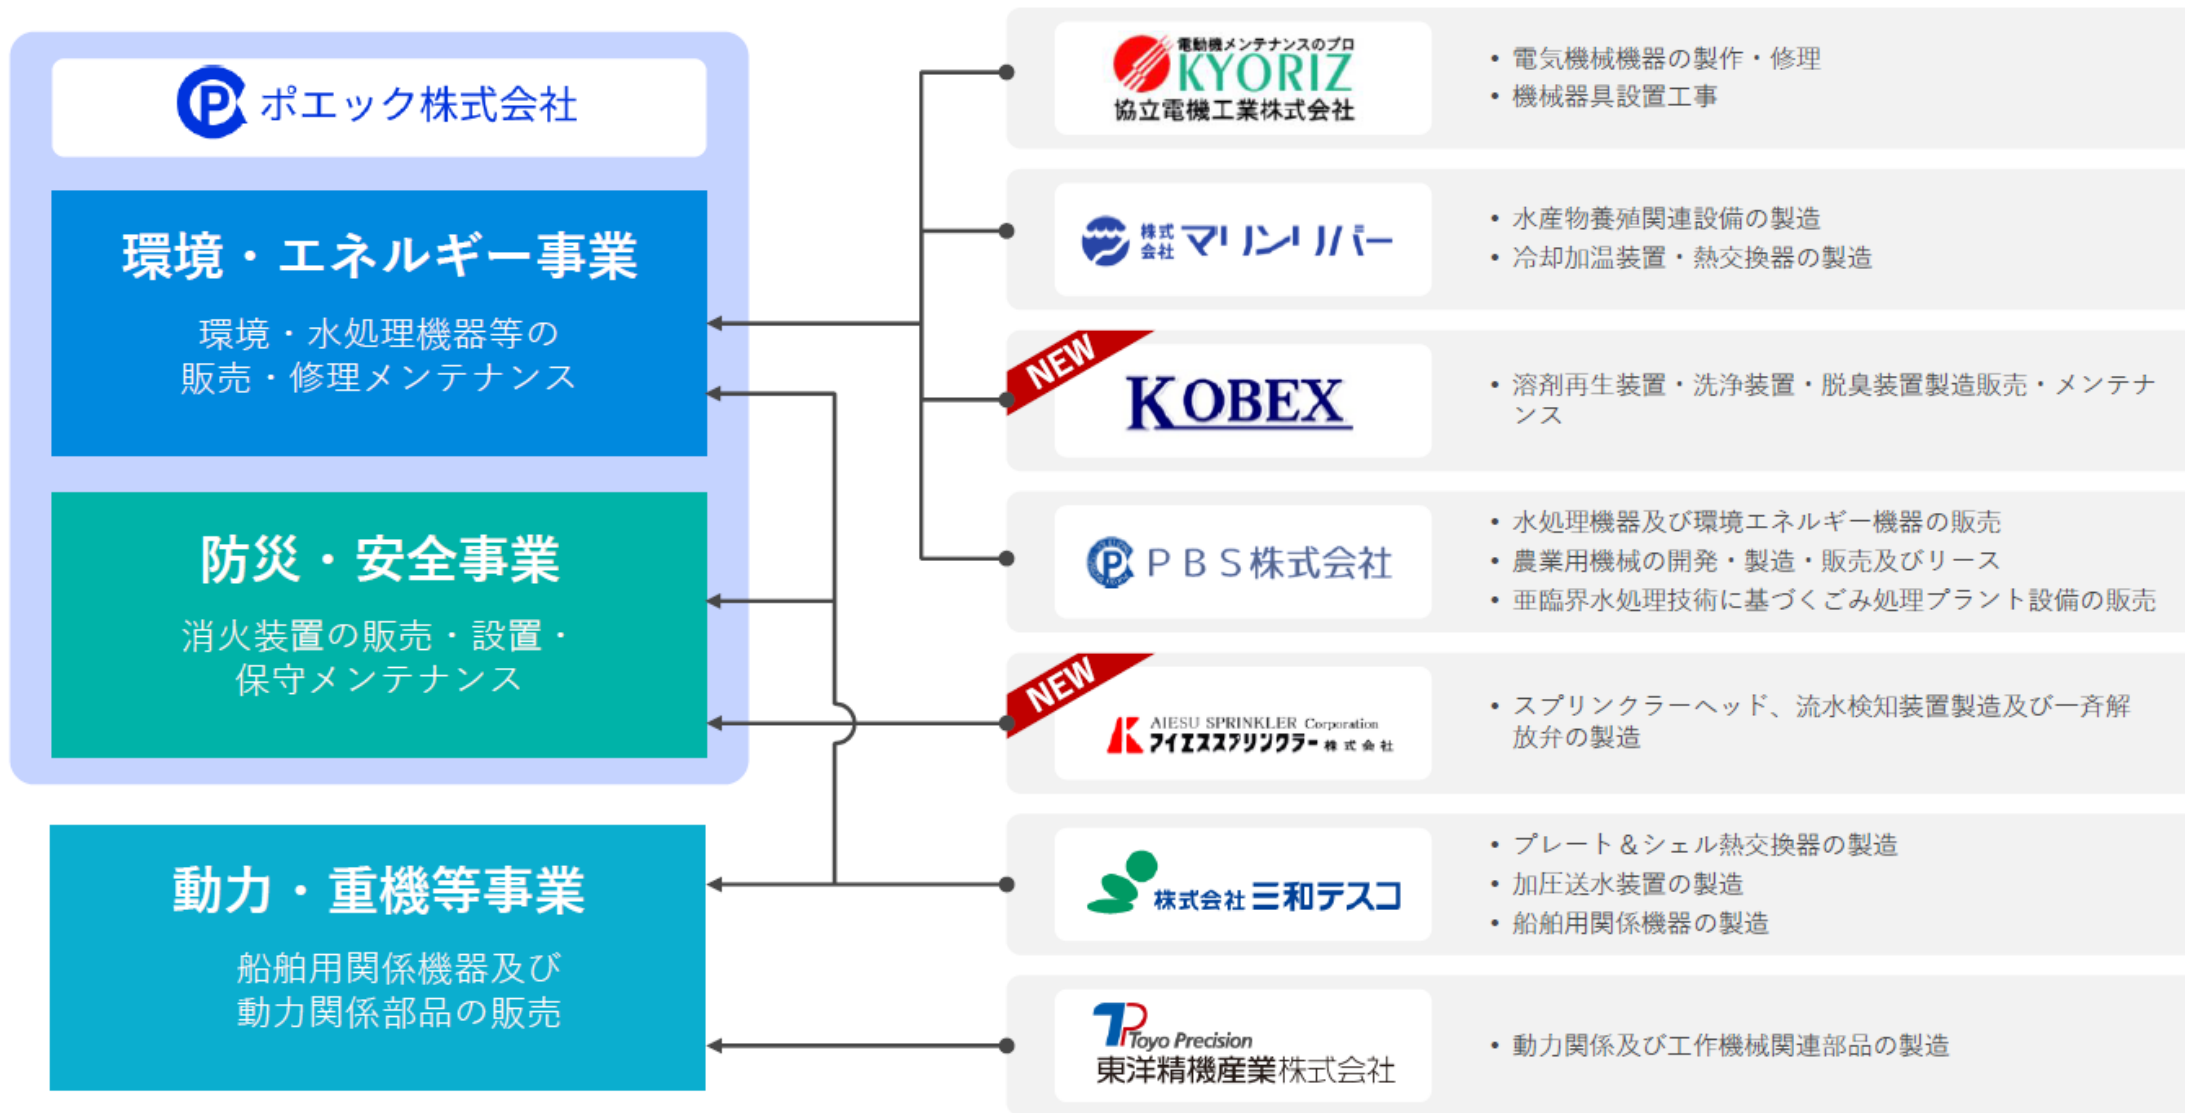 ポエック株式会社
環境・エネルギー事業
環境・水処理機器等の
販売・修理メンテナンス
防災・安全事業
消火装置の販売・設置・
保守メンテナンス
動力・重機等事業
船舶用関係機器及び
動力関係部品の販売
電動機メンテナンスのプロ
KYORIZ
協立電機工業株式会社
• 電気機械機器の製作・修理
• 機械器具設置工事
株式会社 マリンリバー
• 水産物養殖関連設備の製造
• 冷却加温装置・熱交換器の製造
NEW
KOBEX
• 溶剤再生装置・洗浄装置・脱臭装置製造販売・メンテナ
ンス
PBS株式会社
• 水処理機器及び環境エネルギー機器の販売
• 農業用機械の開発・製造・販売及びリース
• 亜臨界水処理技術に基づくごみ処理プラント設備の販売
NEW
AIESU SPRINKLER Corporation
アイエススプリンクラー株式会社
• スプリンクラーヘッド、流水検知装置製造及び一斉解
放弁の製造
株式会社 三和テスコ
• プレート＆シェル熱交換器の製造
• 加圧送水装置の製造
• 船舶用関係機器の製造
Toyo Precision
東洋精機産業株式会社
• 動力関係及び工作機械関連部品の製造